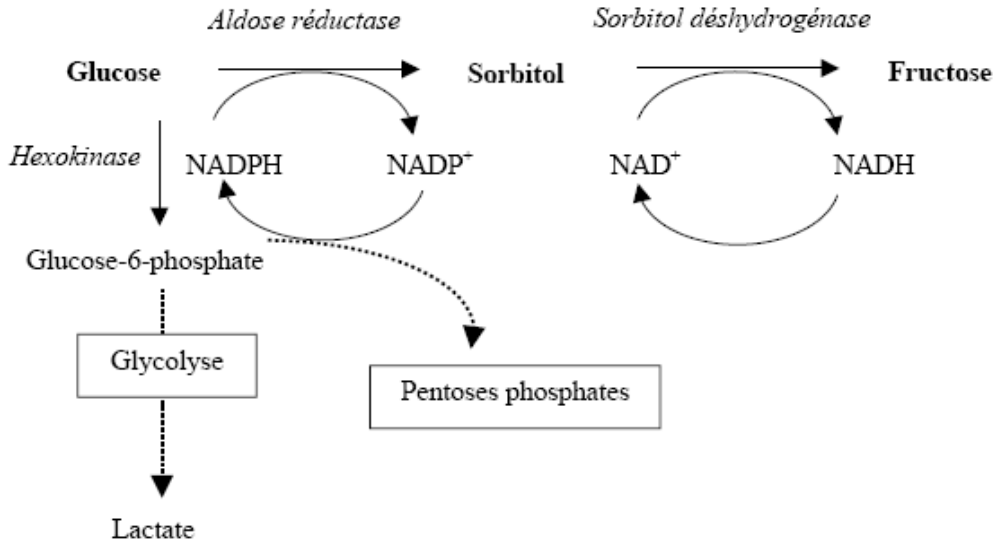 Aldose réductase
Sorbitol déshydrogénase
Glucose
Sorbitol
Fructose
Hexokinase
NADPH
NADP⁺
NAD⁺
NADH
Glucose-6-phosphate
Glycolyse
Pentoses phosphates
Lactate